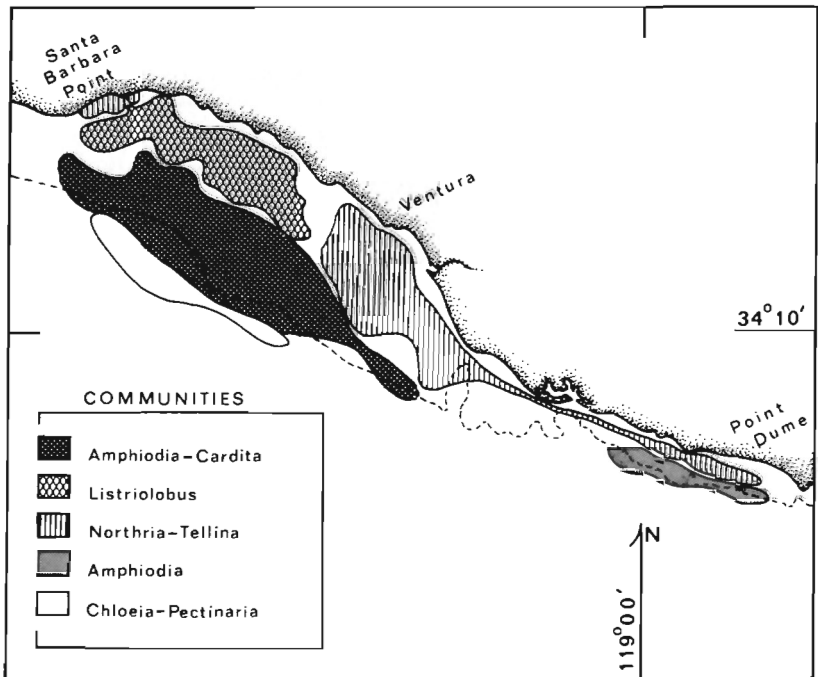 Santa
Barbara
Point
Ventura
34°10'
Point
Dume
COMMUNITIES
Amphiodia-Cardita
Listriolobus
Northria-Tellina
Amphiodia
Chloeia-Pectinaria
N
119°00'